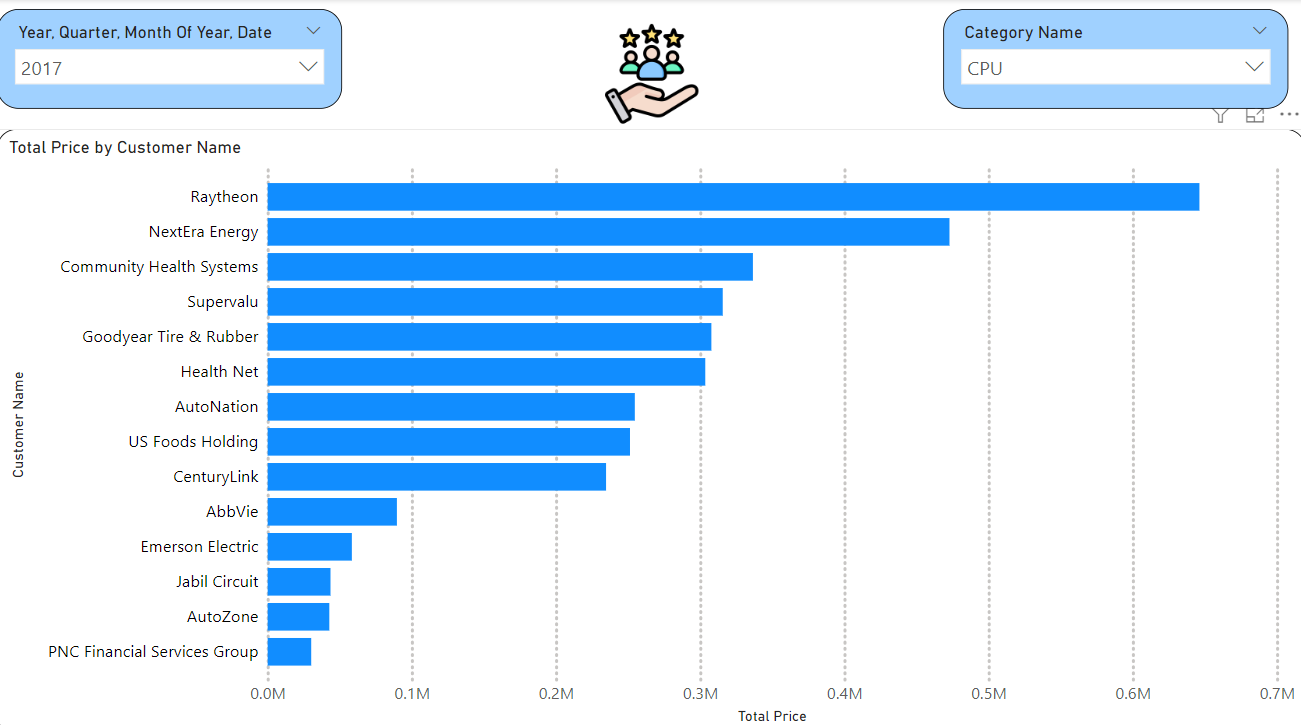 Year, Quarter, Month Of Year, Date
2017
Category Name
CPU
Total Price by Customer Name
Customer Name
Raytheon
NextEra Energy
Community Health Systems
Supervalu
Goodyear Tire & Rubber
Health Net
AutoNation
US Foods Holding
CenturyLink
AbbVie
Emerson Electric
Jabil Circuit
AutoZone
PNC Financial Services Group
0.0M 0.1M 0.2M 0.3M 0.4M 0.5M 0.6M 0.7M
Total Price